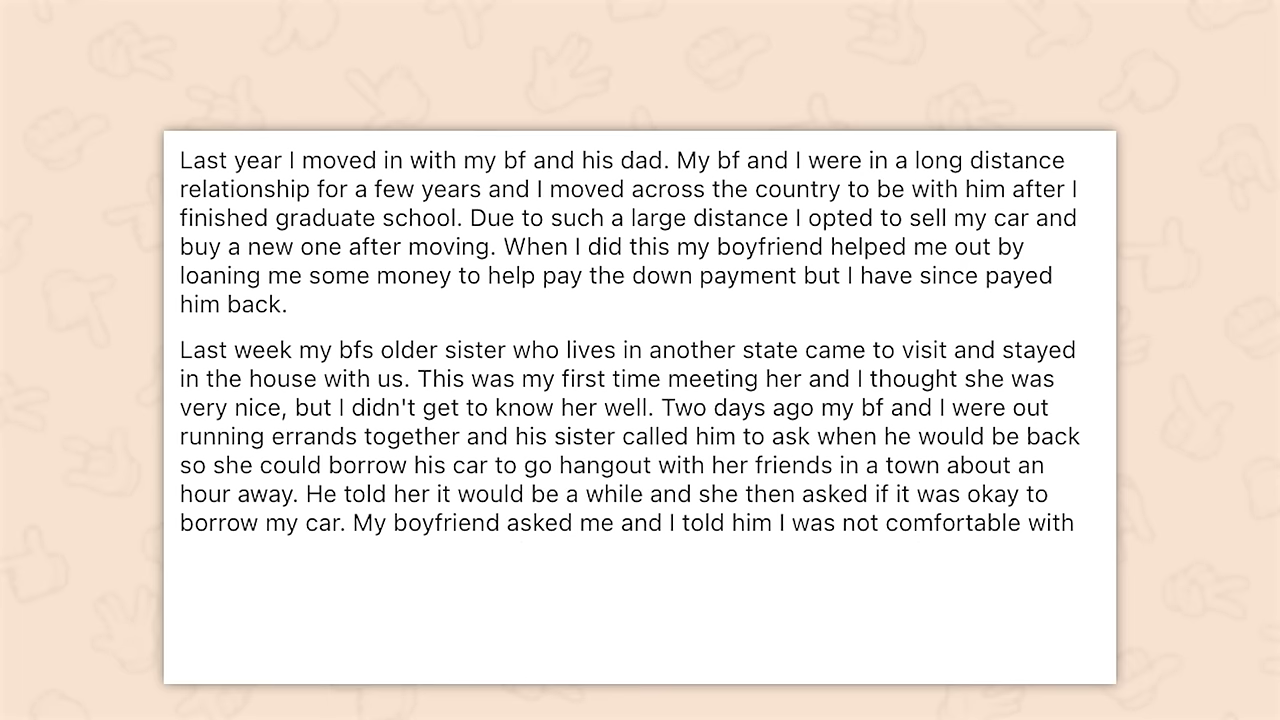 Last year I moved in with my bf and his dad. My bf and I were in a long distance
relationship for a few years and I moved across the country to be with him after I
finished graduate school. Due to such a large distance I opted to sell my car and
buy a new one after moving. When I did this my boyfriend helped me out by
loaning me some money to help pay the down payment but I have since payed
him back.
Last week my bfs older sister who lives in another state came to visit and stayed
in the house with us. This was my first time meeting her and I thought she was
very nice, but I didn't get to know her well. Two days ago my bf and I were out
running errands together and his sister called him to ask when he would be back
so she could borrow his car to go hangout with her friends in a town about an
hour away. He told her it would be a while and she then asked if it was okay to
borrow my car. My boyfriend asked me and I told him I was not comfortable with